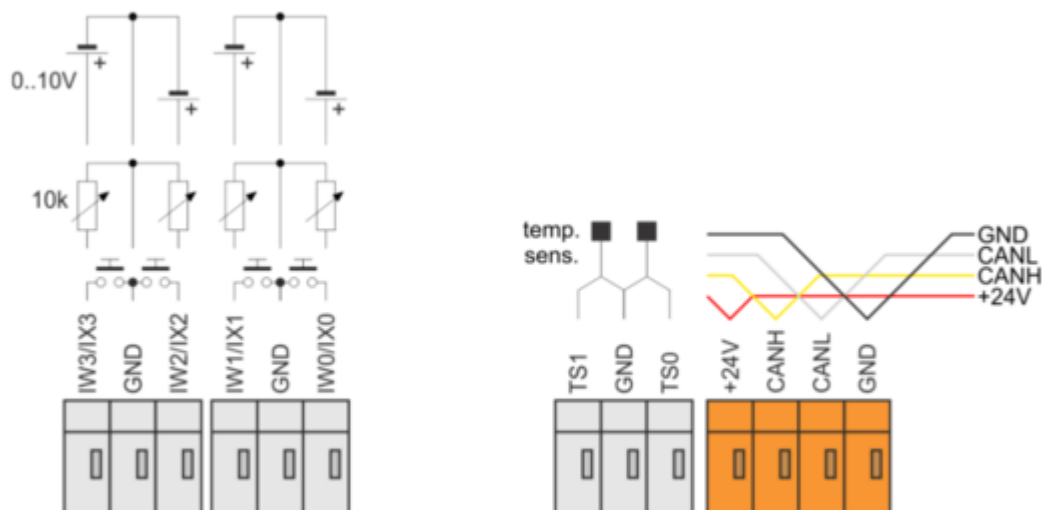 +
+
+
+
0..10V
10k
temp.
sens.
GND
CANL
CANH
+24V
IW3/IX3
GND
IW2/IX2
IW1/IX1
GND
IW0/IX0
TS1
GND
TS0
+24V
CANH
CANL
GND